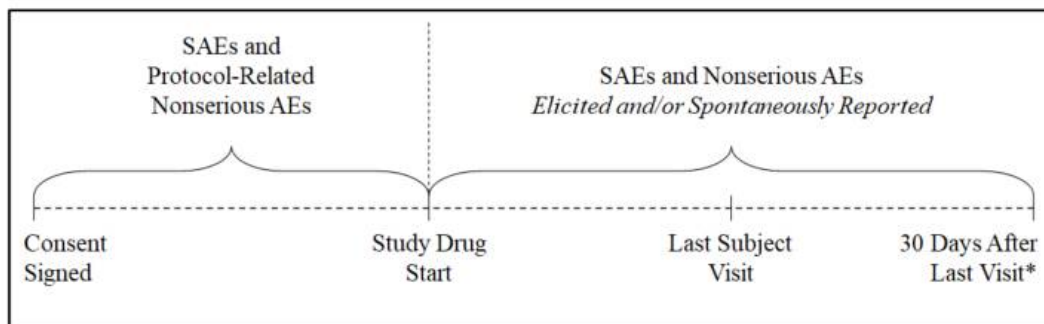 SAEs and
Protocol-Related
Nonserious AEs
SAEs and Nonserious AEs
Elicited and/or Spontaneously Reported
Consent
Signed
Study Drug
Start
Last Subject
Visit
30 Days After
Last Visit*